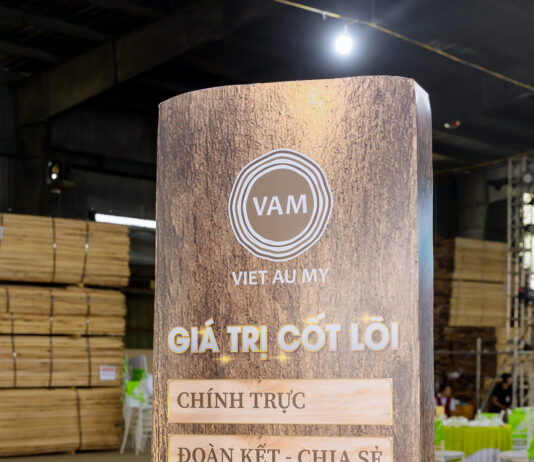 VAM
VIET AU MY
GIÁ TRỊ CỐT LÕI
CHÍNH TRỰC
ĐOÀN KẾT - CHIA SẺ